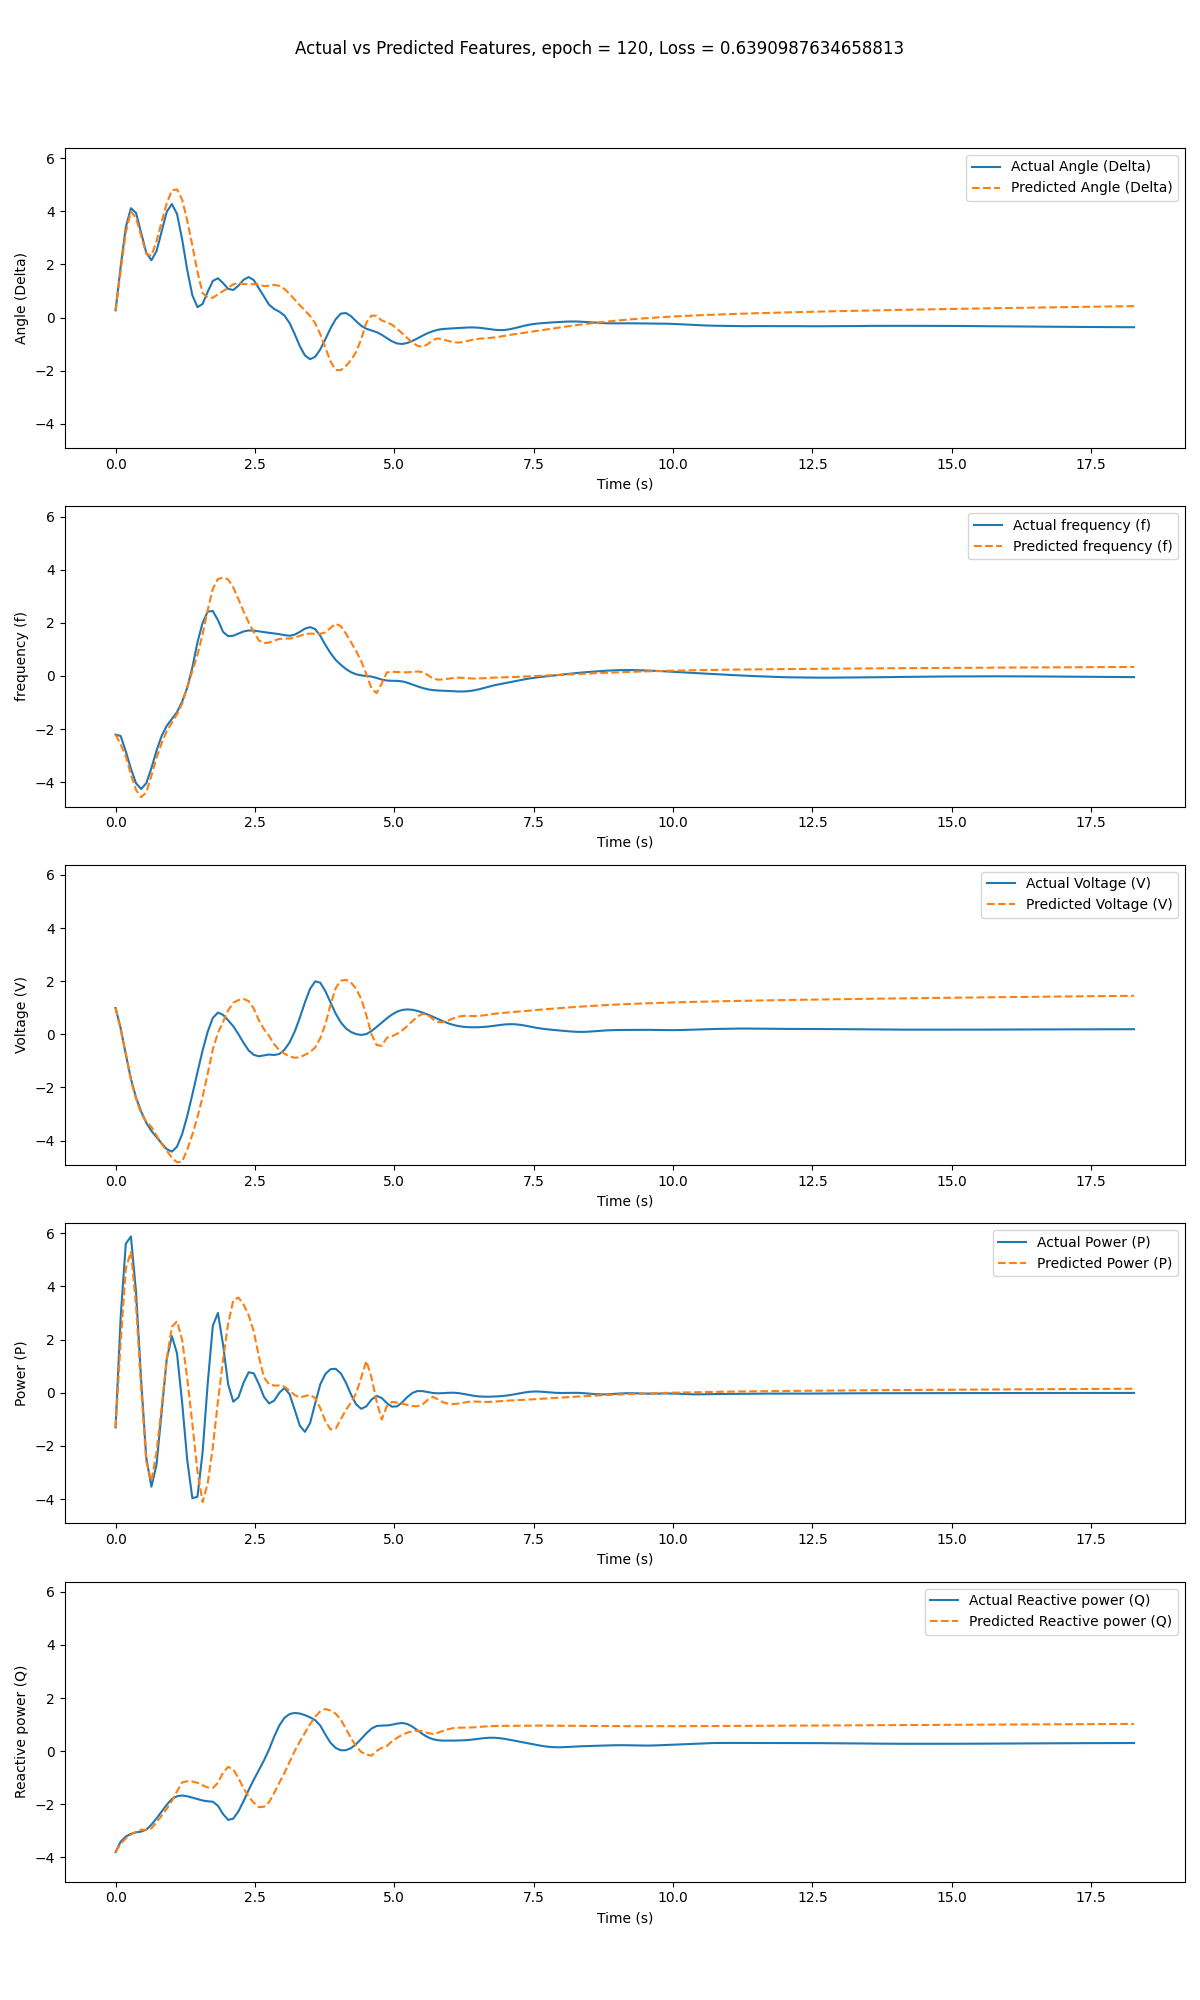 Actual vs Predicted Features, epoch = 120, Loss = 0.6390987634658813
6
4
2
0
−2
−4
Angle (Delta)
Actual Angle (Delta)
Predicted Angle (Delta)
0.0 2.5 5.0 7.5 10.0 12.5 15.0 17.5
Time (s)
6
4
2
0
−2
−4
frequency (f)
Actual frequency (f)
Predicted frequency (f)
0.0 2.5 5.0 7.5 10.0 12.5 15.0 17.5
Time (s)
6
4
2
0
−2
−4
Voltage (V)
Actual Voltage (V)
Predicted Voltage (V)
0.0 2.5 5.0 7.5 10.0 12.5 15.0 17.5
Time (s)
6
4
2
0
−2
−4
Power (P)
Actual Power (P)
Predicted Power (P)
0.0 2.5 5.0 7.5 10.0 12.5 15.0 17.5
Time (s)
6
4
2
0
−2
−4
Reactive power (Q)
Actual Reactive power (Q)
Predicted Reactive power (Q)
0.0 2.5 5.0 7.5 10.0 12.5 15.0 17.5
Time (s)